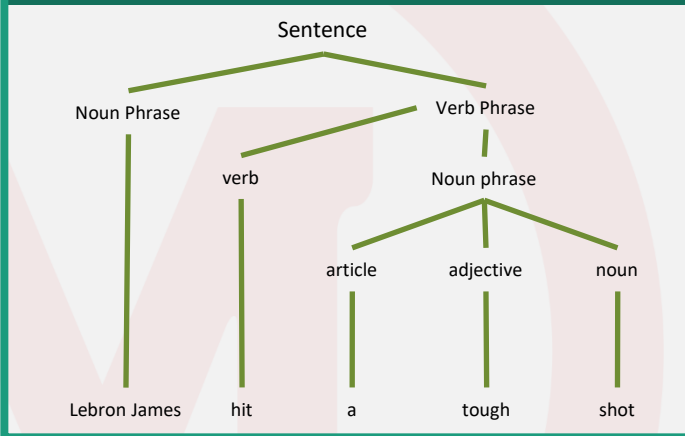 Sentence
Noun Phrase
Verb Phrase
verb
Noun phrase
article
adjective
noun
Lebron James
hit
a
tough
shot